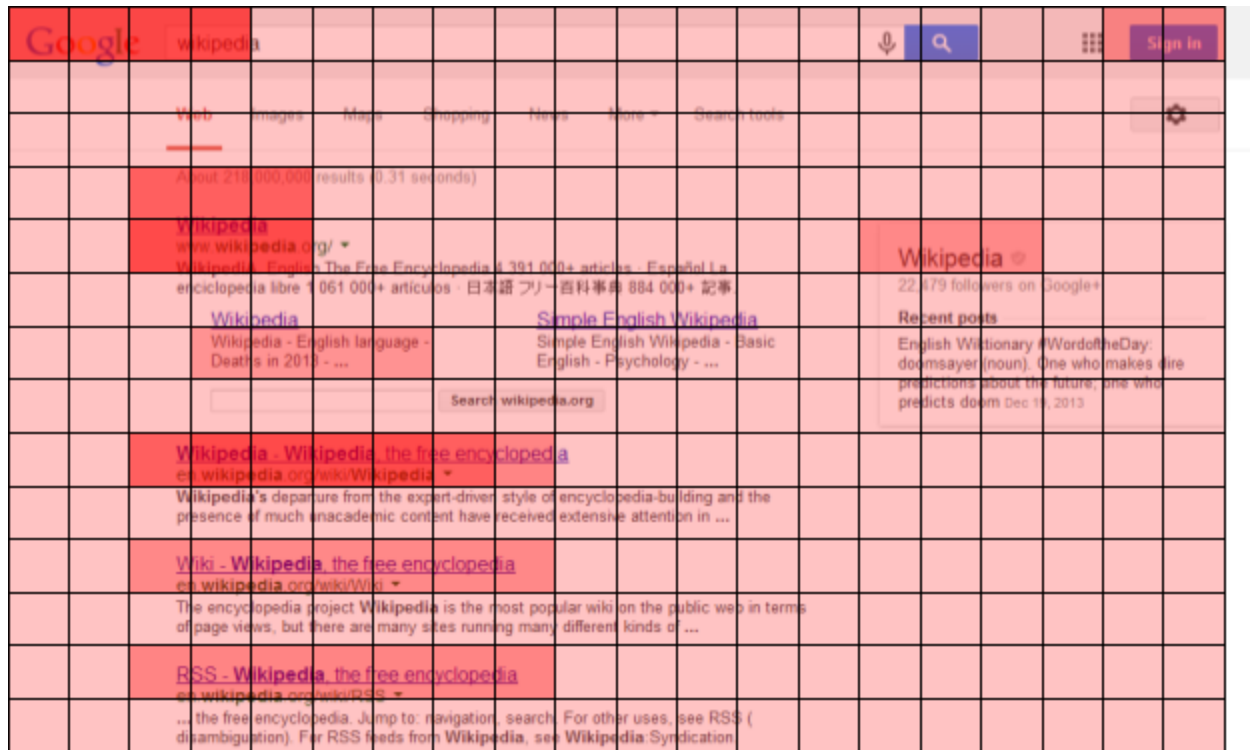 Google wikipedia Sign in
Web Images Maps Shopping News More Search tools
About 218,000,000 results (0.31 seconds)
Wikipedia
www.wikipedia.org/
Wikipedia, English The Free Encyclopedia 4 391 000+ articles · Español La
enciclopedia libre 1 061 000+ artículos · 日本語 フリー百科事典 884 000+ 記事.
Wikipedia
Wikipedia - English language -
Deaths in 2013 - ...
Simple English Wikipedia
Simple English Wikipedia - Basic
English - Psychology - ...
Search wikipedia.org
Wikipedia - Wikipedia, the free encyclopedia
en.wikipedia.org/wiki/Wikipedia
Wikipedia's departure from the expert-driven style of encyclopedia-building and the
presence of much unacademic content have received extensive attention in ...
Wiki - Wikipedia, the free encyclopedia
en.wikipedia.org/wiki/Wiki
The encyclopedia project Wikipedia is the most popular wiki on the public web in terms
of page views, but there are many sites running many different kinds of ...
RSS - Wikipedia, the free encyclopedia
en.wikipedia.org/wiki/RSS
... the free encyclopedia. Jump to: navigation, search. For other uses, see RSS (
disambiguation). For RSS feeds from Wikipedia, see Wikipedia:Syndication.
Wikipedia
22,479 followers on Google+
Recent posts
English Wiktionary #WordoftheDay:
doomsayer (noun). One who makes dire
predictions about the future; one who
predicts doom Dec 19, 2013